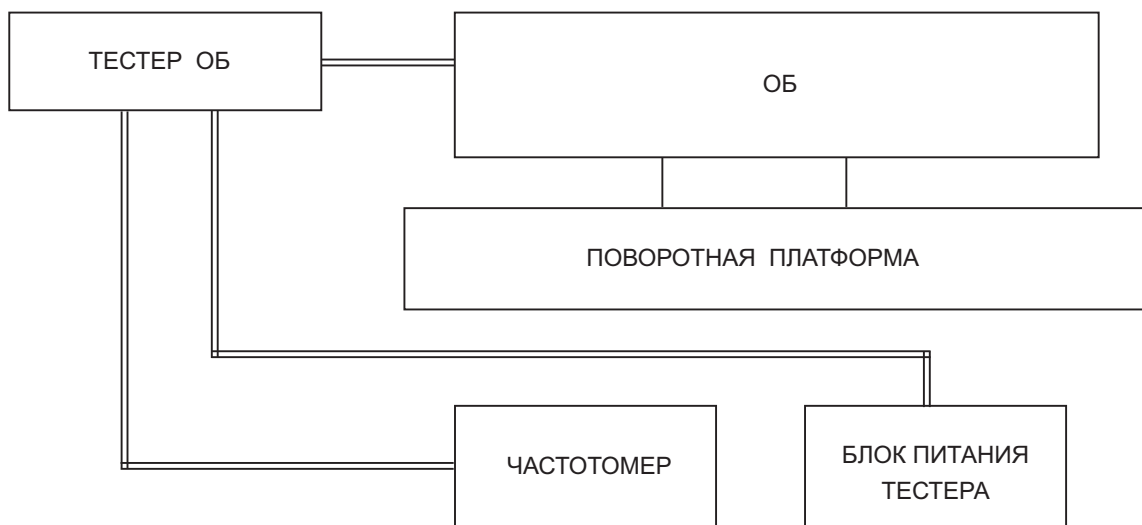 ТЕСТЕР ОБ
ОБ
ПОВОРОТНАЯ ПЛАТФОРМА
ЧАСТОТОМЕР
БЛОК ПИТАНИЯ
ТЕСТЕРА